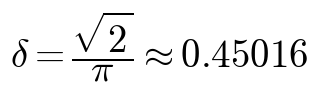 δ = √2/π ≈ 0.45016